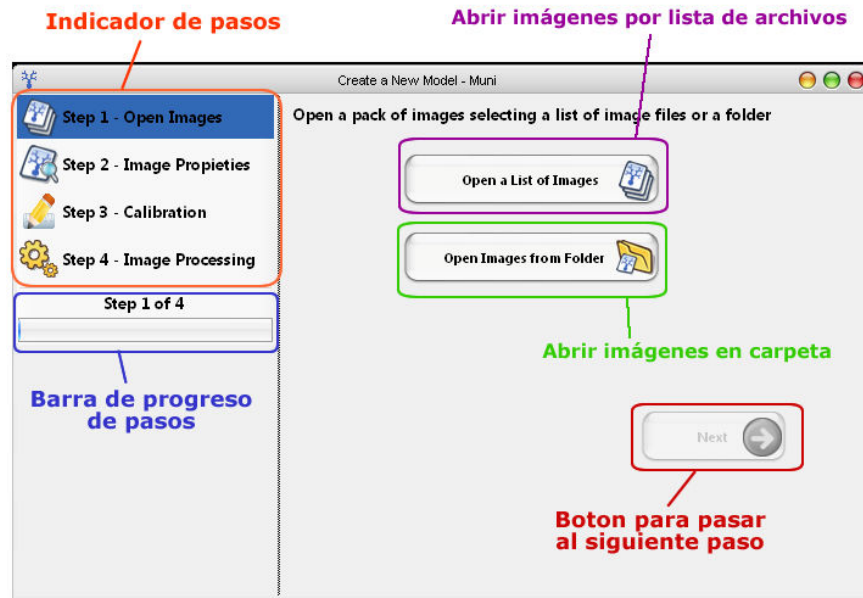 Indicador de pasos
Abrir imágenes por lista de archivos
Create a New Model - Muni
Step 1 - Open Images
Step 2 - Image Propieties
Step 3 - Calibration
Step 4 - Image Processing
Step 1 of 4
Barra de progreso
de pasos
Open a pack of images selecting a list of image files or a folder
Open a List of Images
Open Images from Folder
Abrir imágenes en carpeta
Next
Boton para pasar
al siguiente paso